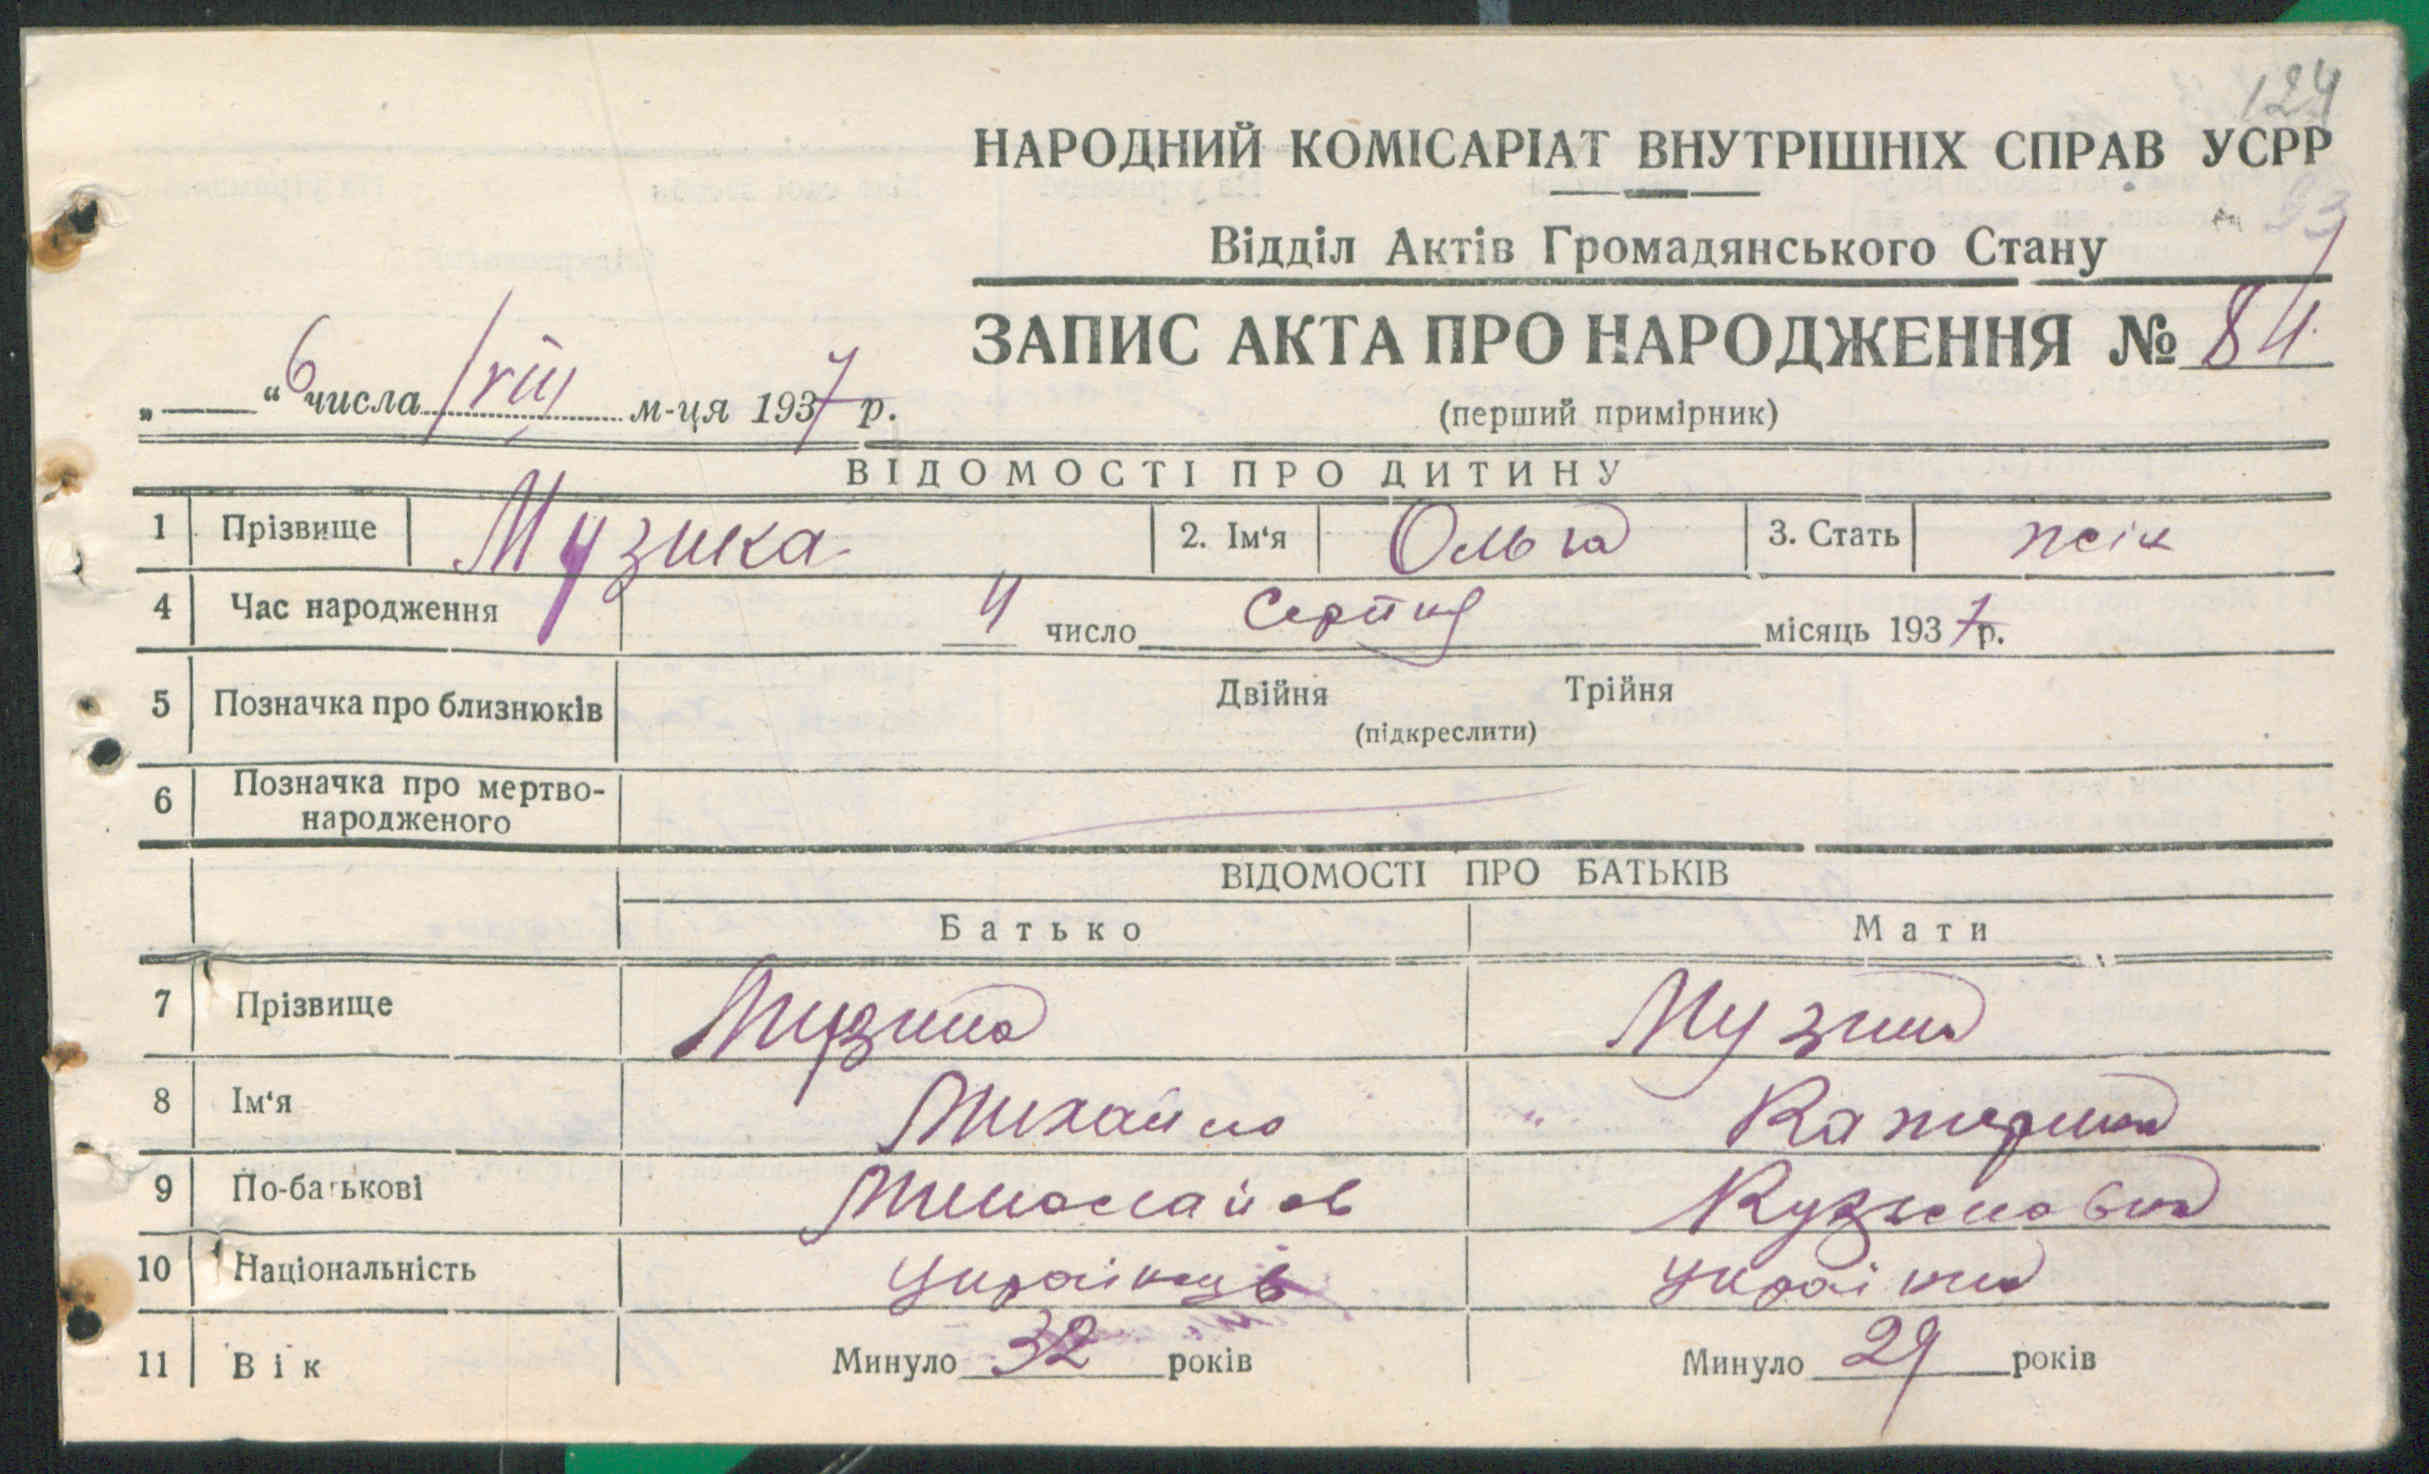 124
НАРОДНИЙ КОМІСАРІАТ ВНУТРІШНІХ СПРАВ УСРР
93
Відділ Актів Громадянського Стану
ЗАПИС АКТА ПРО НАРОДЖЕННЯ № 84
„ “ 6 числа VIII м-ця 1937 р.
(перший примірник)
ВІДОМОСТІ ПРО ДИТИНУ
1 Прізвище Музика 2. Ім‘я Ольга 3. Стать жін
4 Час народження 4 число Серпня місяць 1937 р.
5 Позначка про близнюків Двійня Трійня
(підкреслити)
6 Позначка про мертво-
народженого
ВІДОМОСТІ ПРО БАТЬКІВ
Батько Мати
7 Прізвище Музика Музика
8 Ім‘я Михайло Катерина
9 По-батькові Миколайов Кузьмовна
10 Національність Українець Україн
11 Вік Минуло 32 років Минуло 29 років